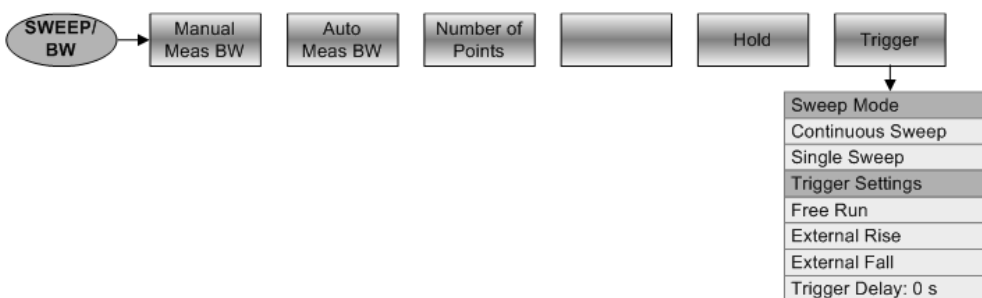 SWEEP/
BW
Manual
Meas BW
Auto
Meas BW
Number of
Points
Hold
Trigger
Sweep Mode
Continuous Sweep
Single Sweep
Trigger Settings
Free Run
External Rise
External Fall
Trigger Delay: 0 s